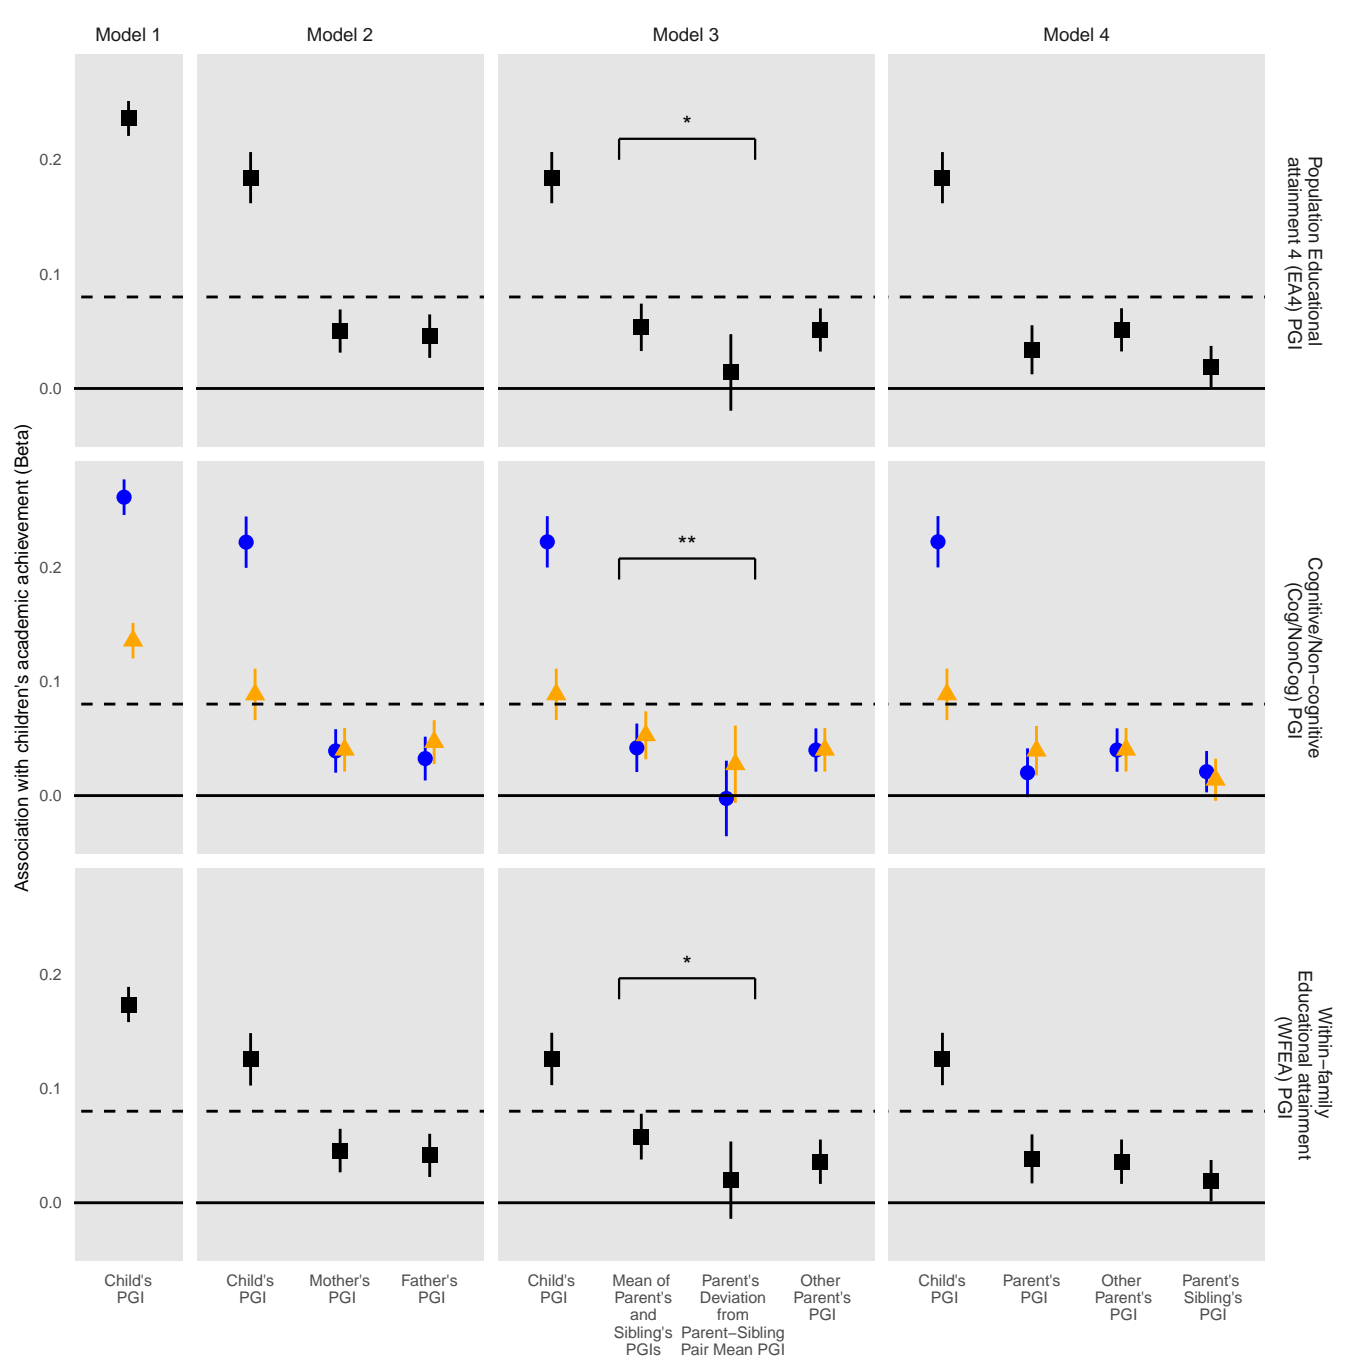 Model 1
Model 2
Model 3
Model 4
Association with children's academic achievement (Beta)
0.2
0.1
0.0
*
Population Educational
attainment 4 (EA4) PGI
0.2
0.1
0.0
**
Cognitive/Non−cognitive
(Cog/NonCog) PGI
0.2
0.1
0.0
*
Within−family
Educational attainment
(WFEA) PGI
Child's
PGI
Child's
PGI
Mother's
PGI
Father's
PGI
Child's
PGI
Mean of
Parent's
and
Sibling's
PGIs
Parent's
Deviation
from
Parent−Sibling
Pair Mean PGI
Other
Parent's
PGI
Child's
PGI
Parent's
PGI
Other
Parent's
PGI
Parent's
Sibling's
PGI